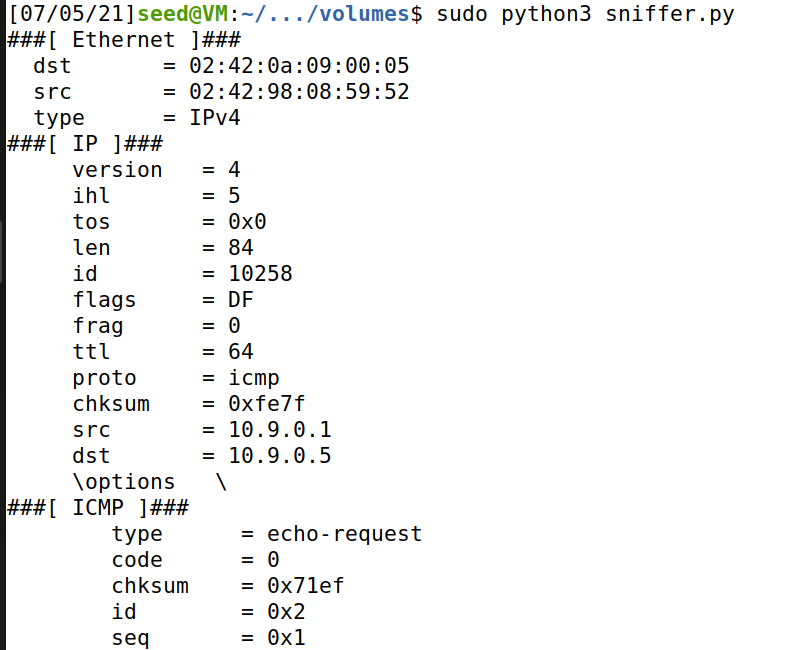 [07/05/21]seed@VM:~/.../volumes$ sudo python3 sniffer.py
###[ Ethernet ]###
  dst       = 02:42:0a:09:00:05
  src       = 02:42:98:08:59:52
  type      = IPv4
###[ IP ]###
     version   = 4
     ihl       = 5
     tos       = 0x0
     len       = 84
     id        = 10258
     flags     = DF
     frag      = 0
     ttl       = 64
     proto     = icmp
     chksum    = 0xfe7f
     src       = 10.9.0.1
     dst       = 10.9.0.5
     \options   \
###[ ICMP ]###
        type      = echo-request
        code      = 0
        chksum    = 0x71ef
        id        = 0x2
        seq       = 0x1